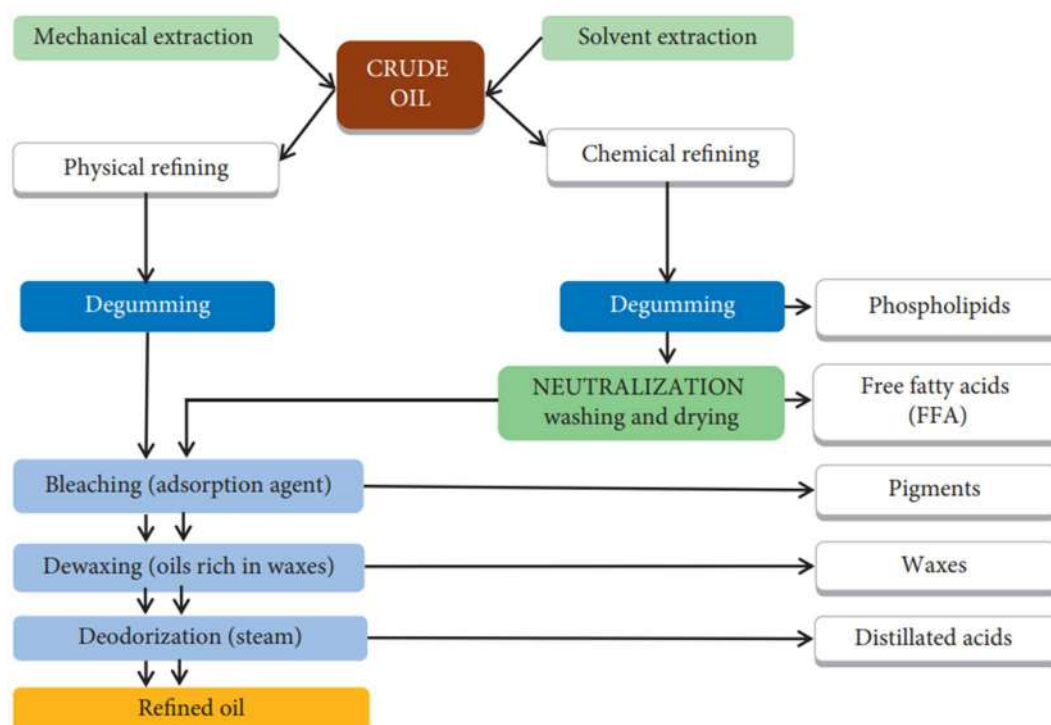 Mechanical extraction
Solvent extraction
CRUDE
OIL
Physical refining
Chemical refining
Degumming
Degumming
Phospholipids
NEUTRALIZATION
washing and drying
Free fatty acids
(FFA)
Bleaching (adsorption agent)
Pigments
Dewaxing (oils rich in waxes)
Waxes
Deodorization (steam)
Distillated acids
Refined oil